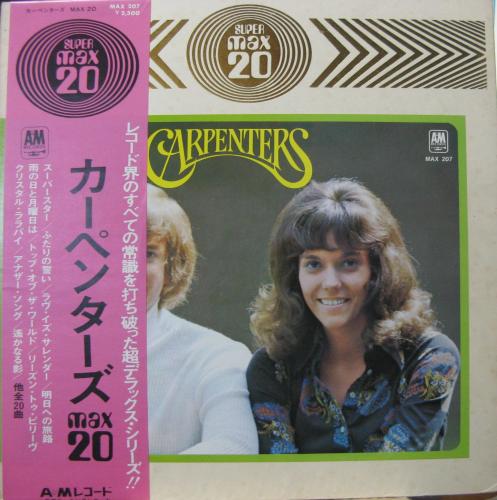 カーペンターズ MAX 20
MAX 207
¥2,500
SUPER
max
20
SUPER
max
20
A&M
RECORDS
CARPENTERS
A&M
RECORDS
MAX 207
レコード界のすべての常識を打ち破った超デラックス・シリーズ!!
カーペンターズ
max
20
スーパースター/ふたりの誓い/ラヴ・イズ・サレンダー/明日への旅路
雨の日と月曜日は/トップ・オブ・ザ・ワールド/リーズン・トゥ・ビリーヴ
クリスタル・ララバイ/アナザー・ソング/遥かなる影/他全20曲
A&Mレコード